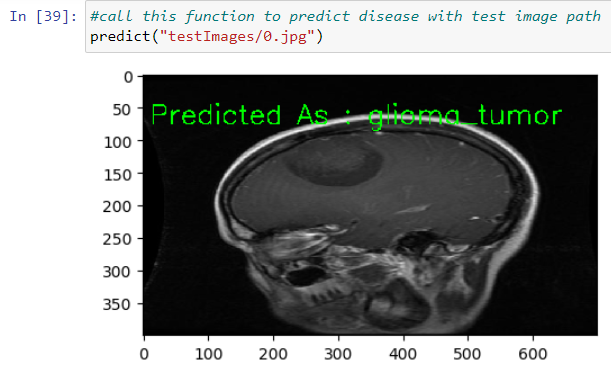 In [39]: #call this function to predict disease with test image path
predict("testImages/0.jpg")
0
50
Predicted As : glioma_tumor
100
150
200
250
300
350
0 100 200 300 400 500 600